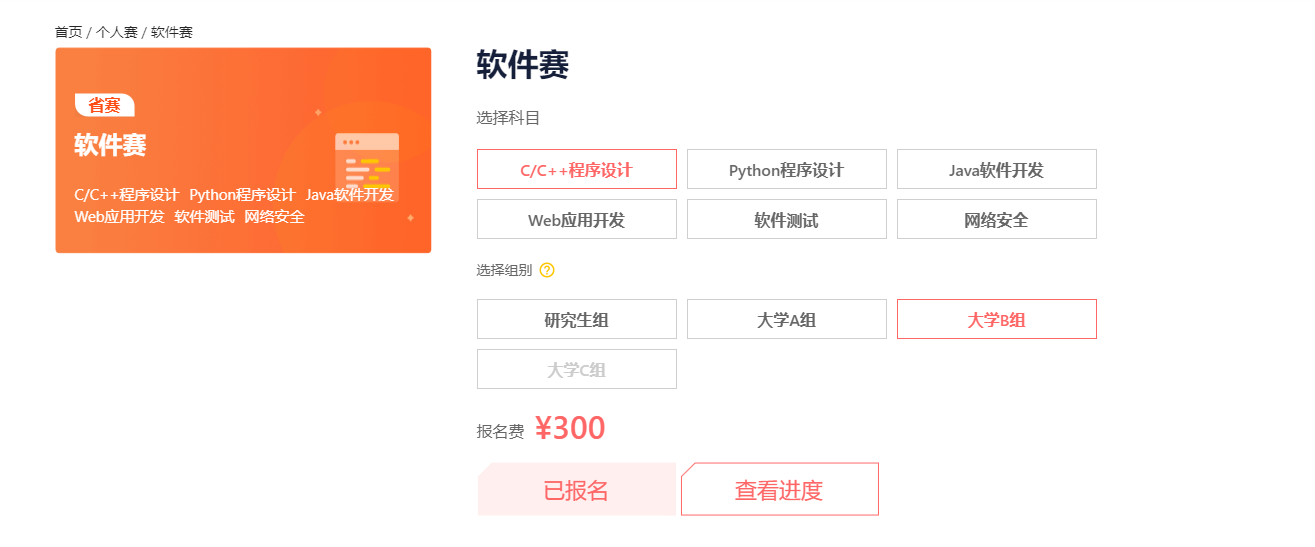 首页 / 个人赛 / 软件赛
省赛
软件赛
C/C++程序设计 Python程序设计 Java软件开发
Web应用开发 软件测试 网络安全
软件赛
选择科目
C/C++程序设计 Python程序设计 Java软件开发
Web应用开发 软件测试 网络安全
选择组别 ?
研究生组 大学A组 大学B组
大学C组
报名费 ¥300
已报名 查看进度